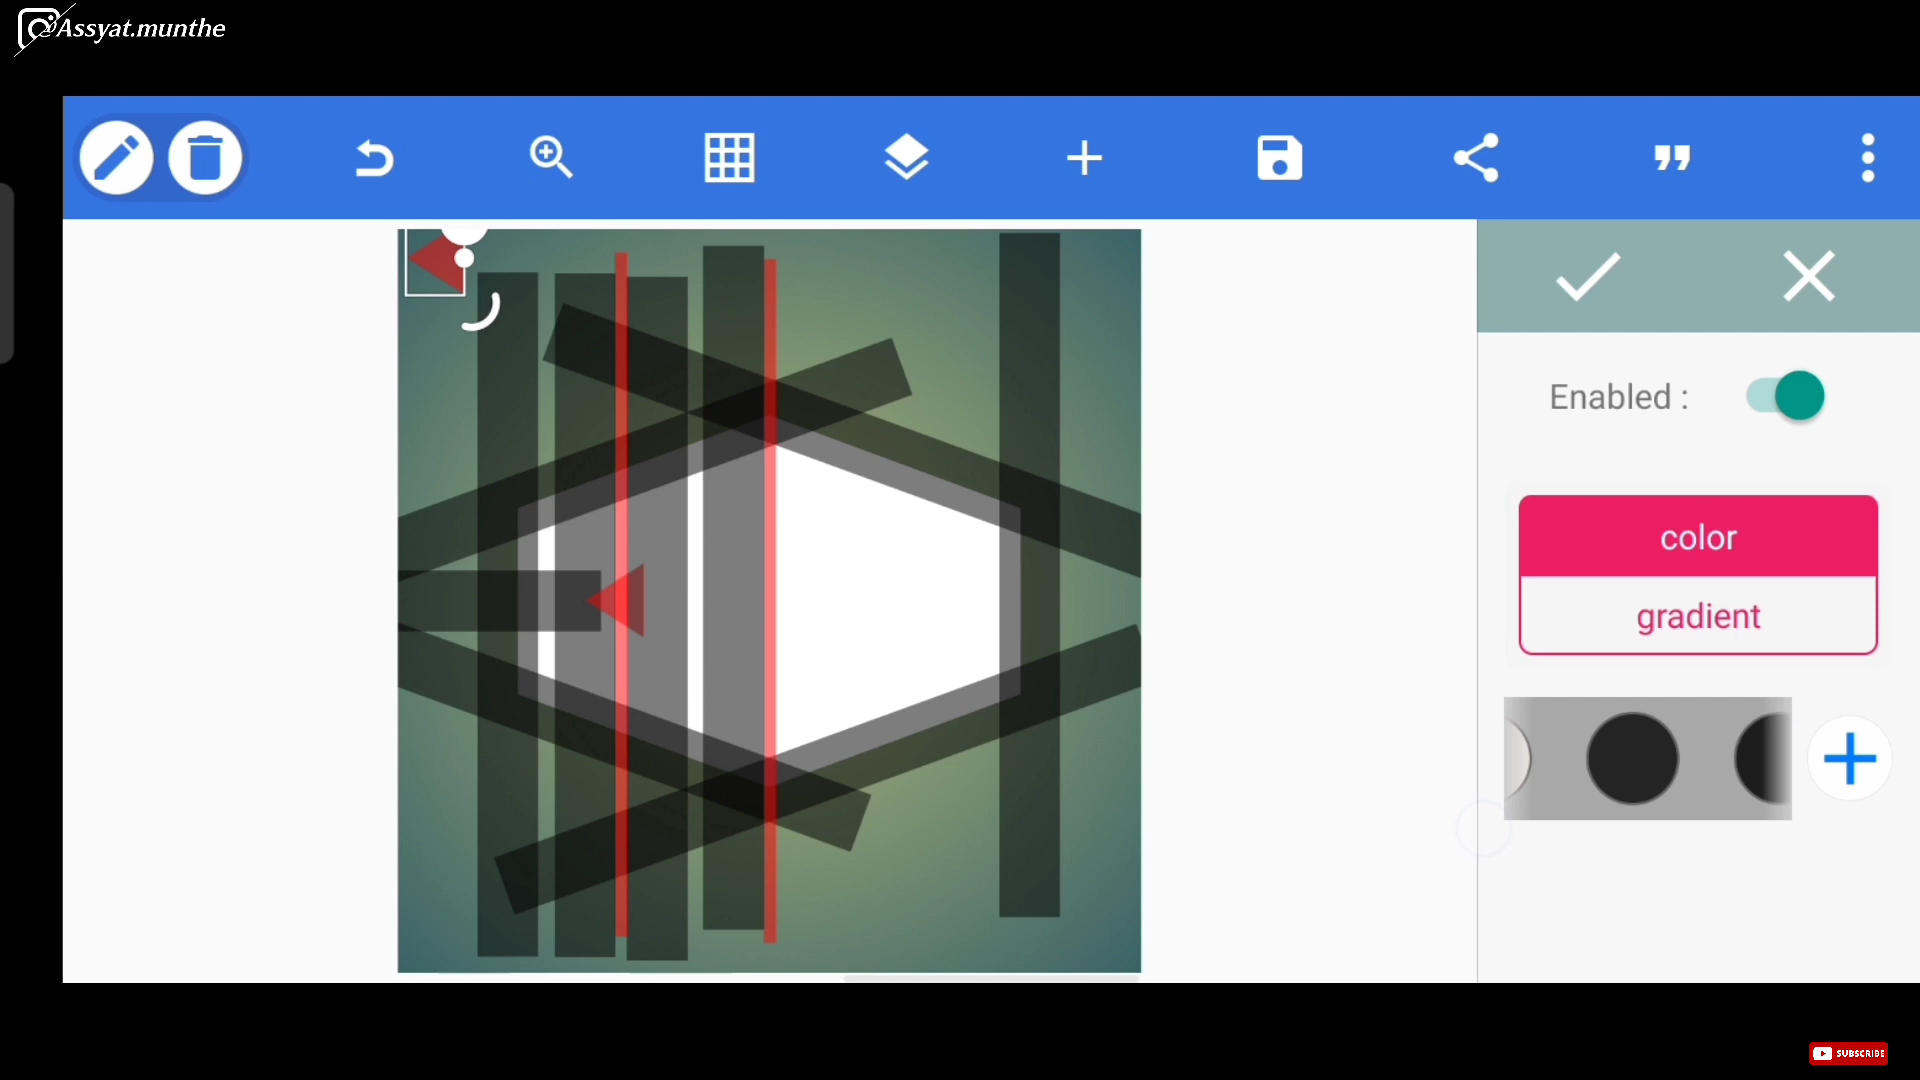 @Assyat.munthe
Enabled :
color
gradient
SUBSCRIBE